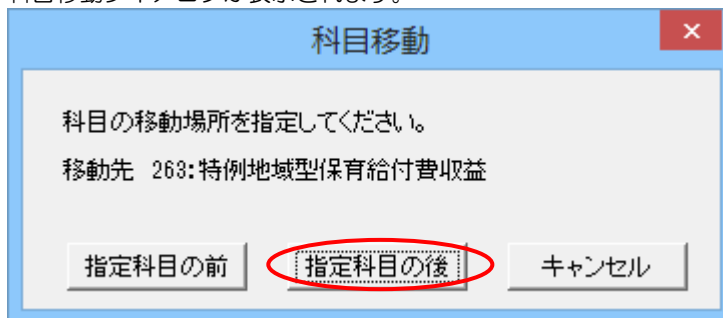 科目移動ダイアログが表示されます。
科目移動
科目の移動場所を指定してください。
移動先 263:特例地域型保育給付費収益
指定科目の前 指定科目の後 キャンセル